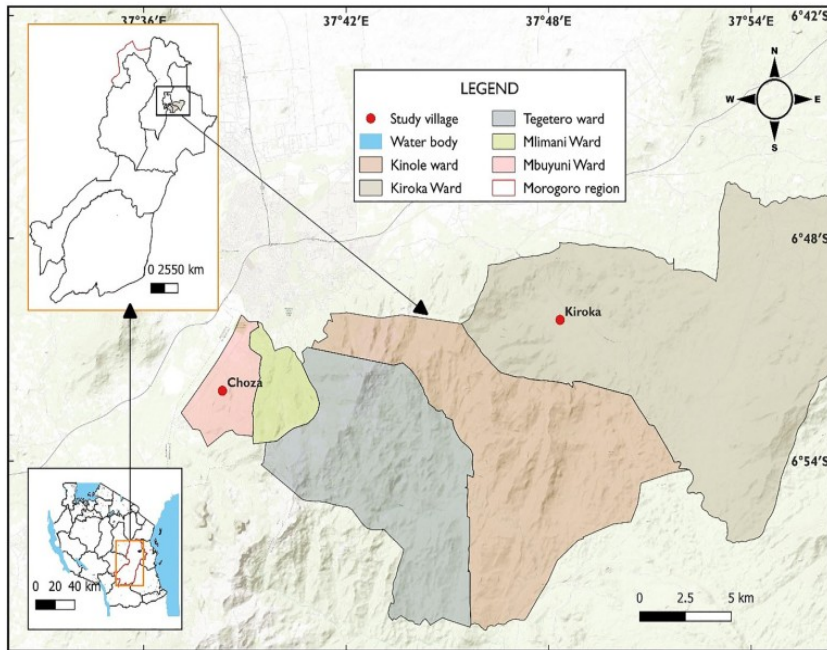 37°36'E 37°42'E 37°48'E 37°54'E 6°42'S
N
W E
S
LEGEND
Study village
Water body
Kinole ward
Kiroka Ward
Tegetero ward
Mlimani Ward
Mbuyuni Ward
Morogoro region
0 2550 km
6°48'S
Kiroka
Choza
6°54'S
0 20 40 km
0 2.5 5 km